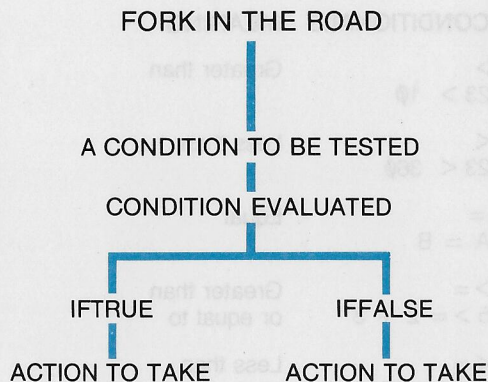 FORK IN THE ROAD
A CONDITION TO BE TESTED
CONDITION EVALUATED
IFTRUE IFFALSE
ACTION TO TAKE ACTION TO TAKE